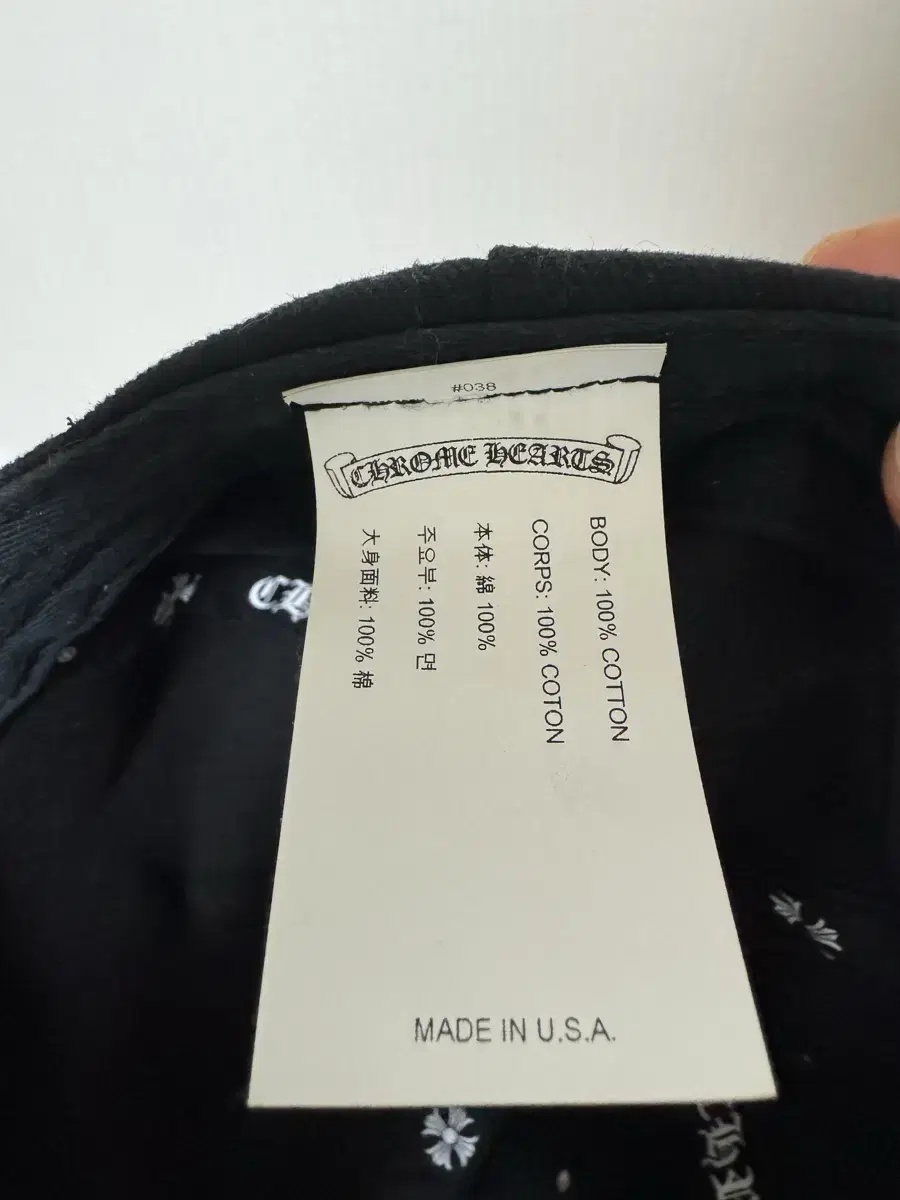 #038
CHROME HEARTS
BODY: 100% COTTON
CORPS: 100% COTON
本体: 綿 100%
주요부: 100% 면
大身面料: 100% 棉
MADE IN U.S.A.